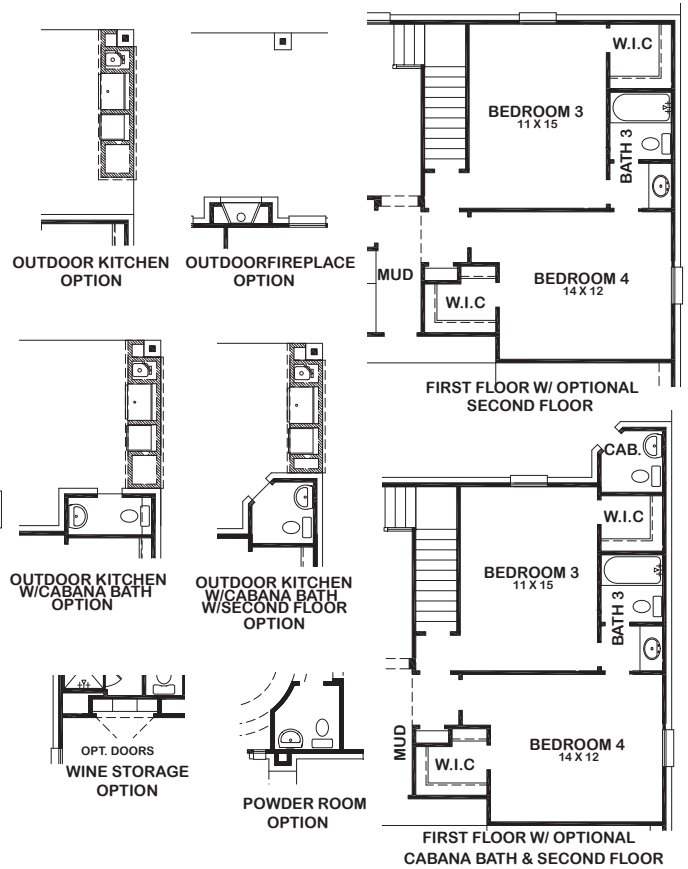 OUTDOOR KITCHEN
OPTION
OUTDOORFIREPLACE
OPTION
W.I.C
BEDROOM 3
11 X 15
BATH 3
MUD
W.I.C
BEDROOM 4
14 X 12
FIRST FLOOR W/ OPTIONAL
SECOND FLOOR
OUTDOOR KITCHEN
W/CABANA BATH
OPTION
OUTDOOR KITCHEN
W/CABANA BATH
W/SECOND FLOOR
OPTION
CAB.
W.I.C
BEDROOM 3
11 X 15
BATH 3
MUD
W.I.C
BEDROOM 4
14 X 12
FIRST FLOOR W/ OPTIONAL
CABANA BATH & SECOND FLOOR
OPT. DOORS
WINE STORAGE
OPTION
POWDER ROOM
OPTION